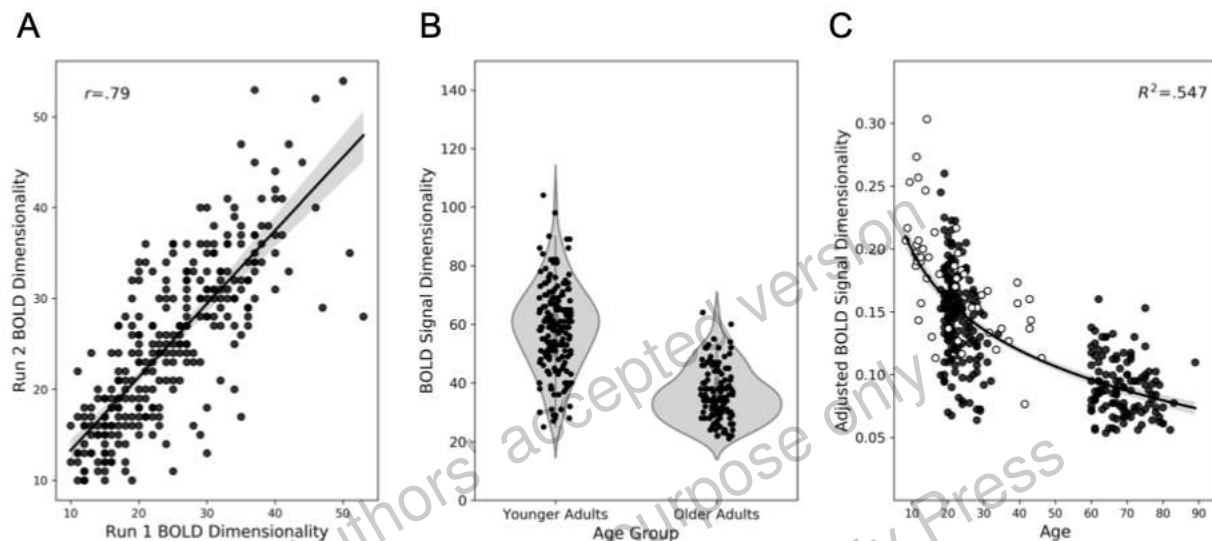 A
B
C
r=.79
50
40
30
20
10
10
20
30
40
50
Run 2 BOLD Dimensionality
Run 1 BOLD Dimensionality
140
120
100
80
60
40
20
0
BOLD Signal Dimensionality
Younger Adults
Older Adults
Age Group
R²=.547
0.30
0.25
0.20
0.15
0.10
0.05
Adjusted BOLD Signal Dimensionality
10
20
30
40
50
60
70
80
90
Age
uthors' accepted version
urpose only
y Press